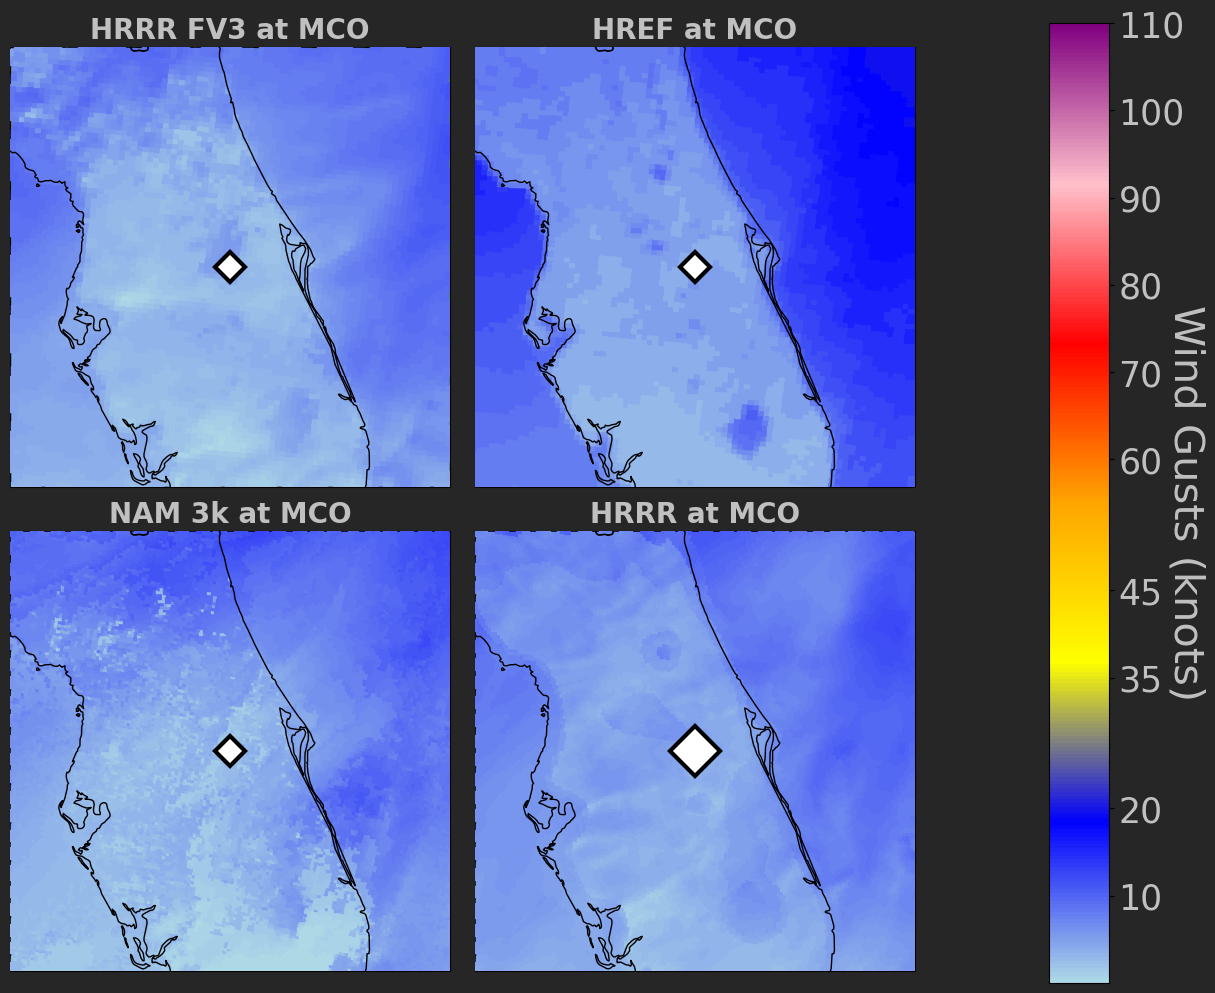 HRRR FV3 at MCO
HREF at MCO
NAM 3k at MCO
HRRR at MCO
110
100
90
80
70
60
45
35
20
10
Wind Gusts (knots)